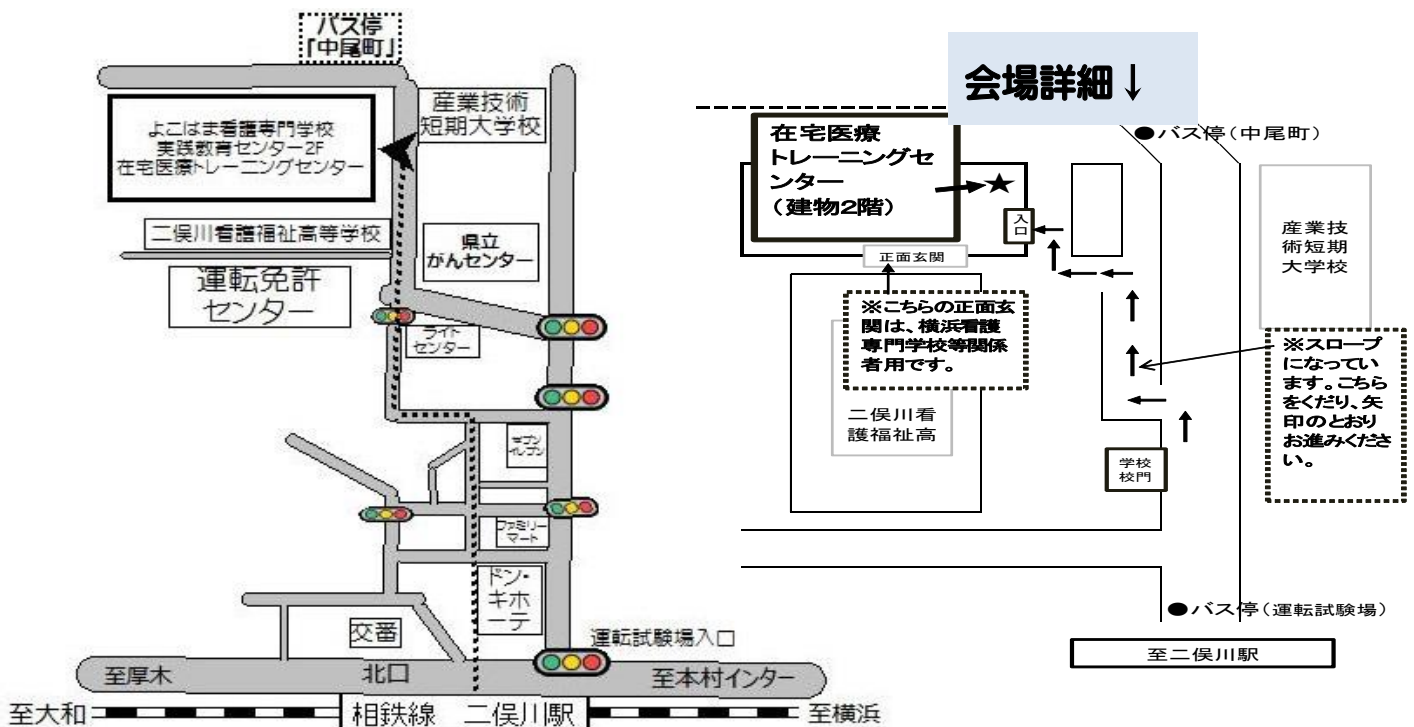 バス停
「中尾町」
よこはま看護専門学校
実践教育センター2F
在宅医療トレーニングセンター
産業技術
短期大学校
二俣川看護福祉高等学校
県立
がんセンター
運転免許
センター
ライト
センター
セブン
イレブン
ファミリー
マート
ドン・
キホ
ーテ
交番
運転試験場入口
至厚木
北口
至本村インター
至大和
相鉄線 二俣川駅
至横浜
会場詳細↓
●バス停(中尾町)
在宅医療
トレーニングセ
ンター
(建物2階)
★
入
口
正面玄関
産業技
術短期
大学校
※こちらの正面玄
関は、横浜看護
専門学校等関係
者用です。
※スロープ
になってい
ます。こちら
をくだり、矢
印のとおり
お進みくださ
い。
二俣川看
護福祉高
学校
校門
●バス停(運転試験場)
至二俣川駅